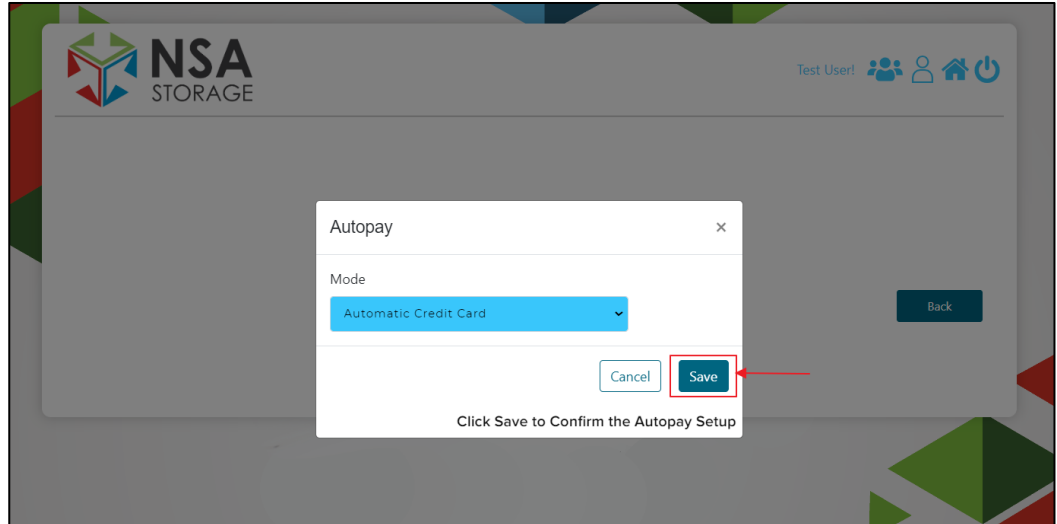 NSA
STORAGE
Test User!
Autopay
Mode
Automatic Credit Card
Back
Cancel
Save
Click Save to Confirm the Autopay Setup